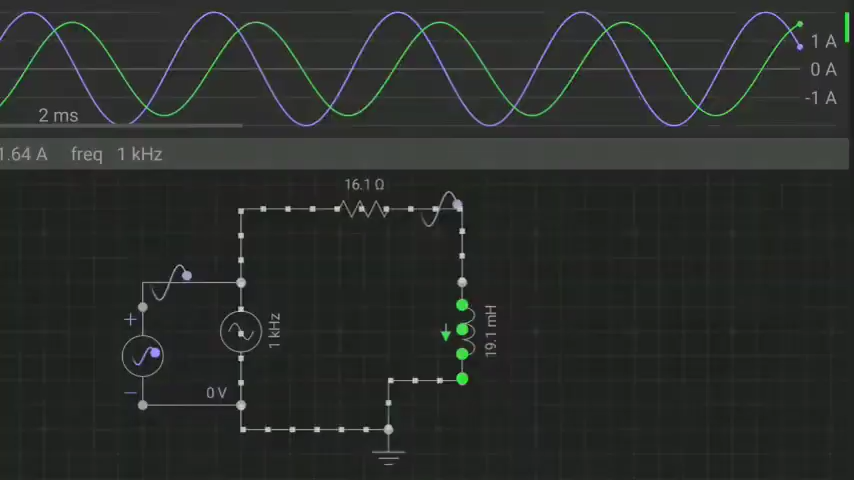 1 A
0 A
-1 A
2 ms
1.64 A freq 1 kHz
16.1 Ω
1 kHz
19.1 mH
+
−
0 V